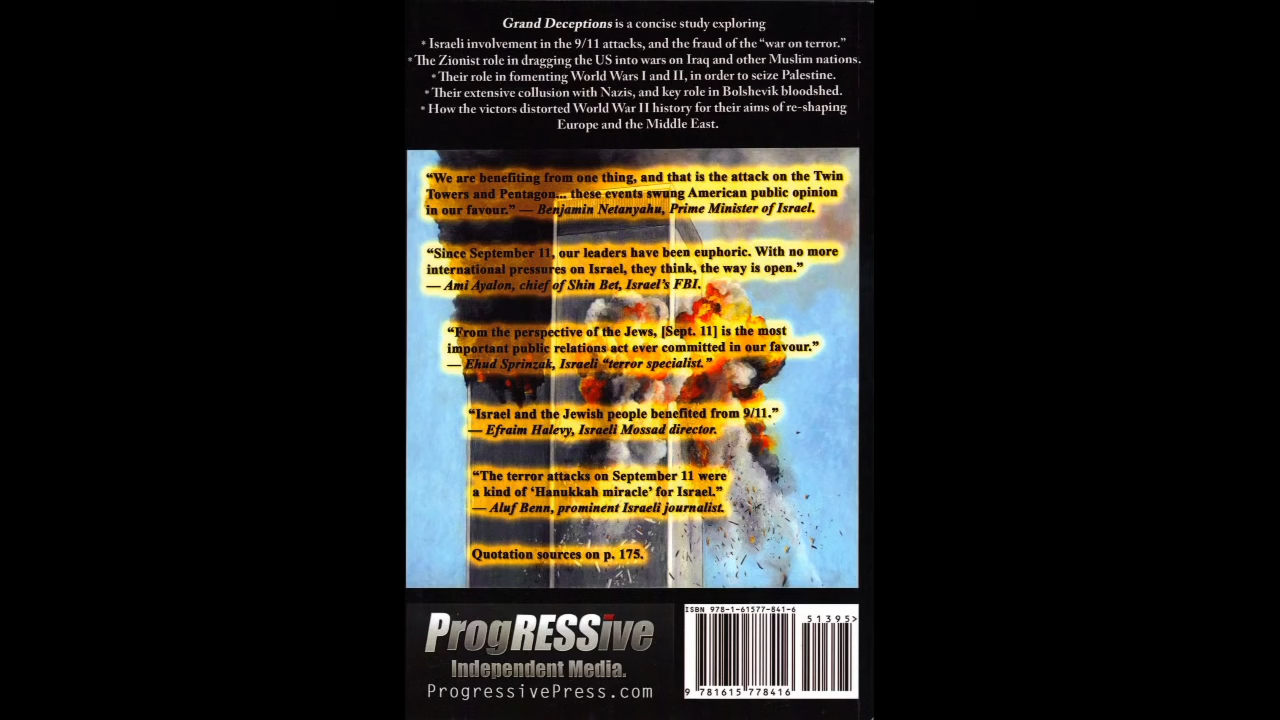 Grand Deceptions is a concise study exploring
* Israeli involvement in the 9/11 attacks, and the fraud of the “war on terror.”
* The Zionist role in dragging the US into wars on Iraq and other Muslim nations.
* Their role in fomenting World Wars I and II, in order to seize Palestine.
* Their extensive collusion with Nazis, and key role in Bolshevik bloodshed.
* How the victors distorted World War II history for their aims of re-shaping
Europe and the Middle East.
“We are benefiting from one thing, and that is the attack on the Twin
Towers and Pentagon... these events swung American public opinion
in our favour.” — Benjamin Netanyahu, Prime Minister of Israel.
“Since September 11, our leaders have been euphoric. With no more
international pressures on Israel, they think, the way is open.”
— Ami Ayalon, chief of Shin Bet, Israel’s FBI.
“From the perspective of the Jews, [Sept. 11] is the most
important public relations act ever committed in our favour.”
— Ehud Sprinzak, Israeli “terror specialist.”
“Israel and the Jewish people benefited from 9/11.”
— Efraim Halevy, Israeli Mossad director.
“The terror attacks on September 11 were
a kind of ‘Hanukkah miracle’ for Israel.”
— Aluf Benn, prominent Israeli journalist.
Quotation sources on p. 175.
ProgRESSive
Independent Media.
ProgressivePress.com
ISBN 978-1-61577-841-6
51395>
9 781615 778416